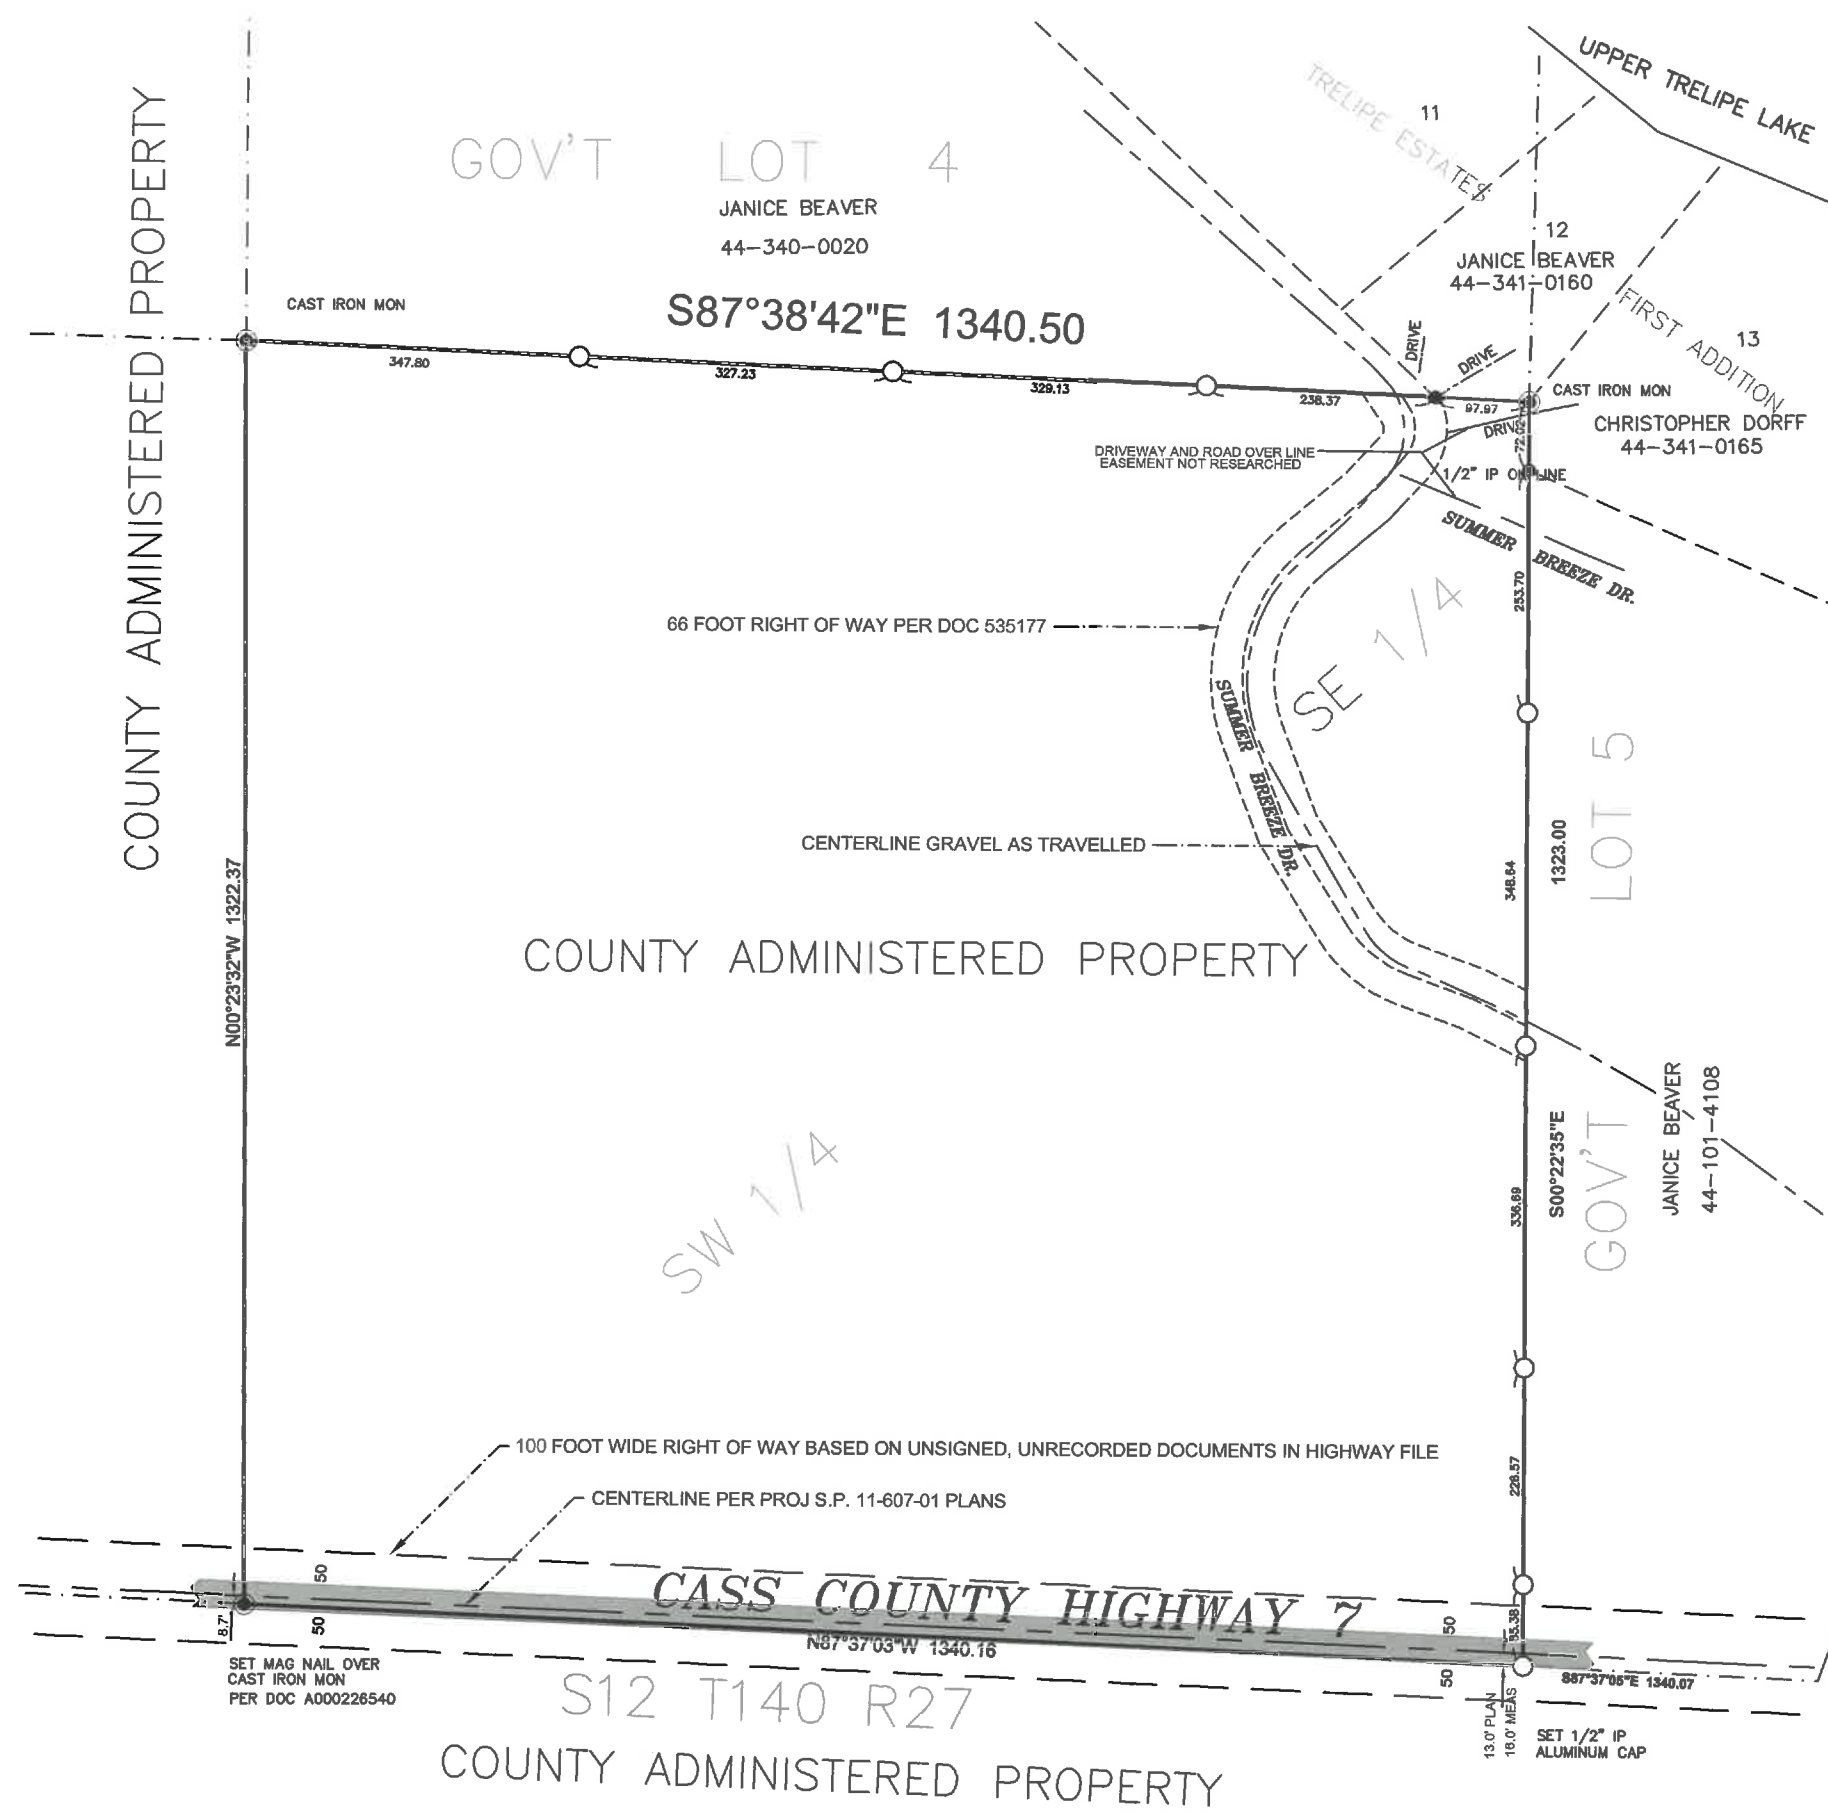 UPPER TRELIPE LAKE
TRELIPE ESTATES
11
GOV'T LOT 4
JANICE BEAVER
44-340-0020
12
JANICE BEAVER
44-341-0160
FIRST ADDITION
13
COUNTY ADMINISTERED PROPERTY
CAST IRON MON
S87°38'42"E 1340.50
DRIVE
DRIVE
347.80
327.23
329.13
238.37
97.97
CAST IRON MON
CHRISTOPHER DORFF
44-341-0165
DRIVE
DRIVEWAY AND ROAD OVER LINE
EASEMENT NOT RESEARCHED
1/2" IP ON LINE
SUMMER BREEZE DR.
253.70
66 FOOT RIGHT OF WAY PER DOC 535177
SE 1/4
SUMMER BREEZE DR.
LOT 5
CENTERLINE GRAVEL AS TRAVELLED
348.64
1323.00
N00°23'32"W 1322.37
COUNTY ADMINISTERED PROPERTY
JANICE BEAVER
44-101-4108
S00°22'35"E
GOV'T
336.69
SW 1/4
100 FOOT WIDE RIGHT OF WAY BASED ON UNSIGNED, UNRECORDED DOCUMENTS IN HIGHWAY FILE
228.57
CENTERLINE PER PROJ S.P. 11-607-01 PLANS
50
CASS COUNTY HIGHWAY 7
50
8.7'
50
50
N87°37'03"W 1340.16
SET MAG NAIL OVER
CAST IRON MON
PER DOC A000226540
S12 T140 R27
S87°37'05"E 1340.07
13.0' PLAN
16.0' MEAS
SET 1/2" IP
ALUMINUM CAP
COUNTY ADMINISTERED PROPERTY